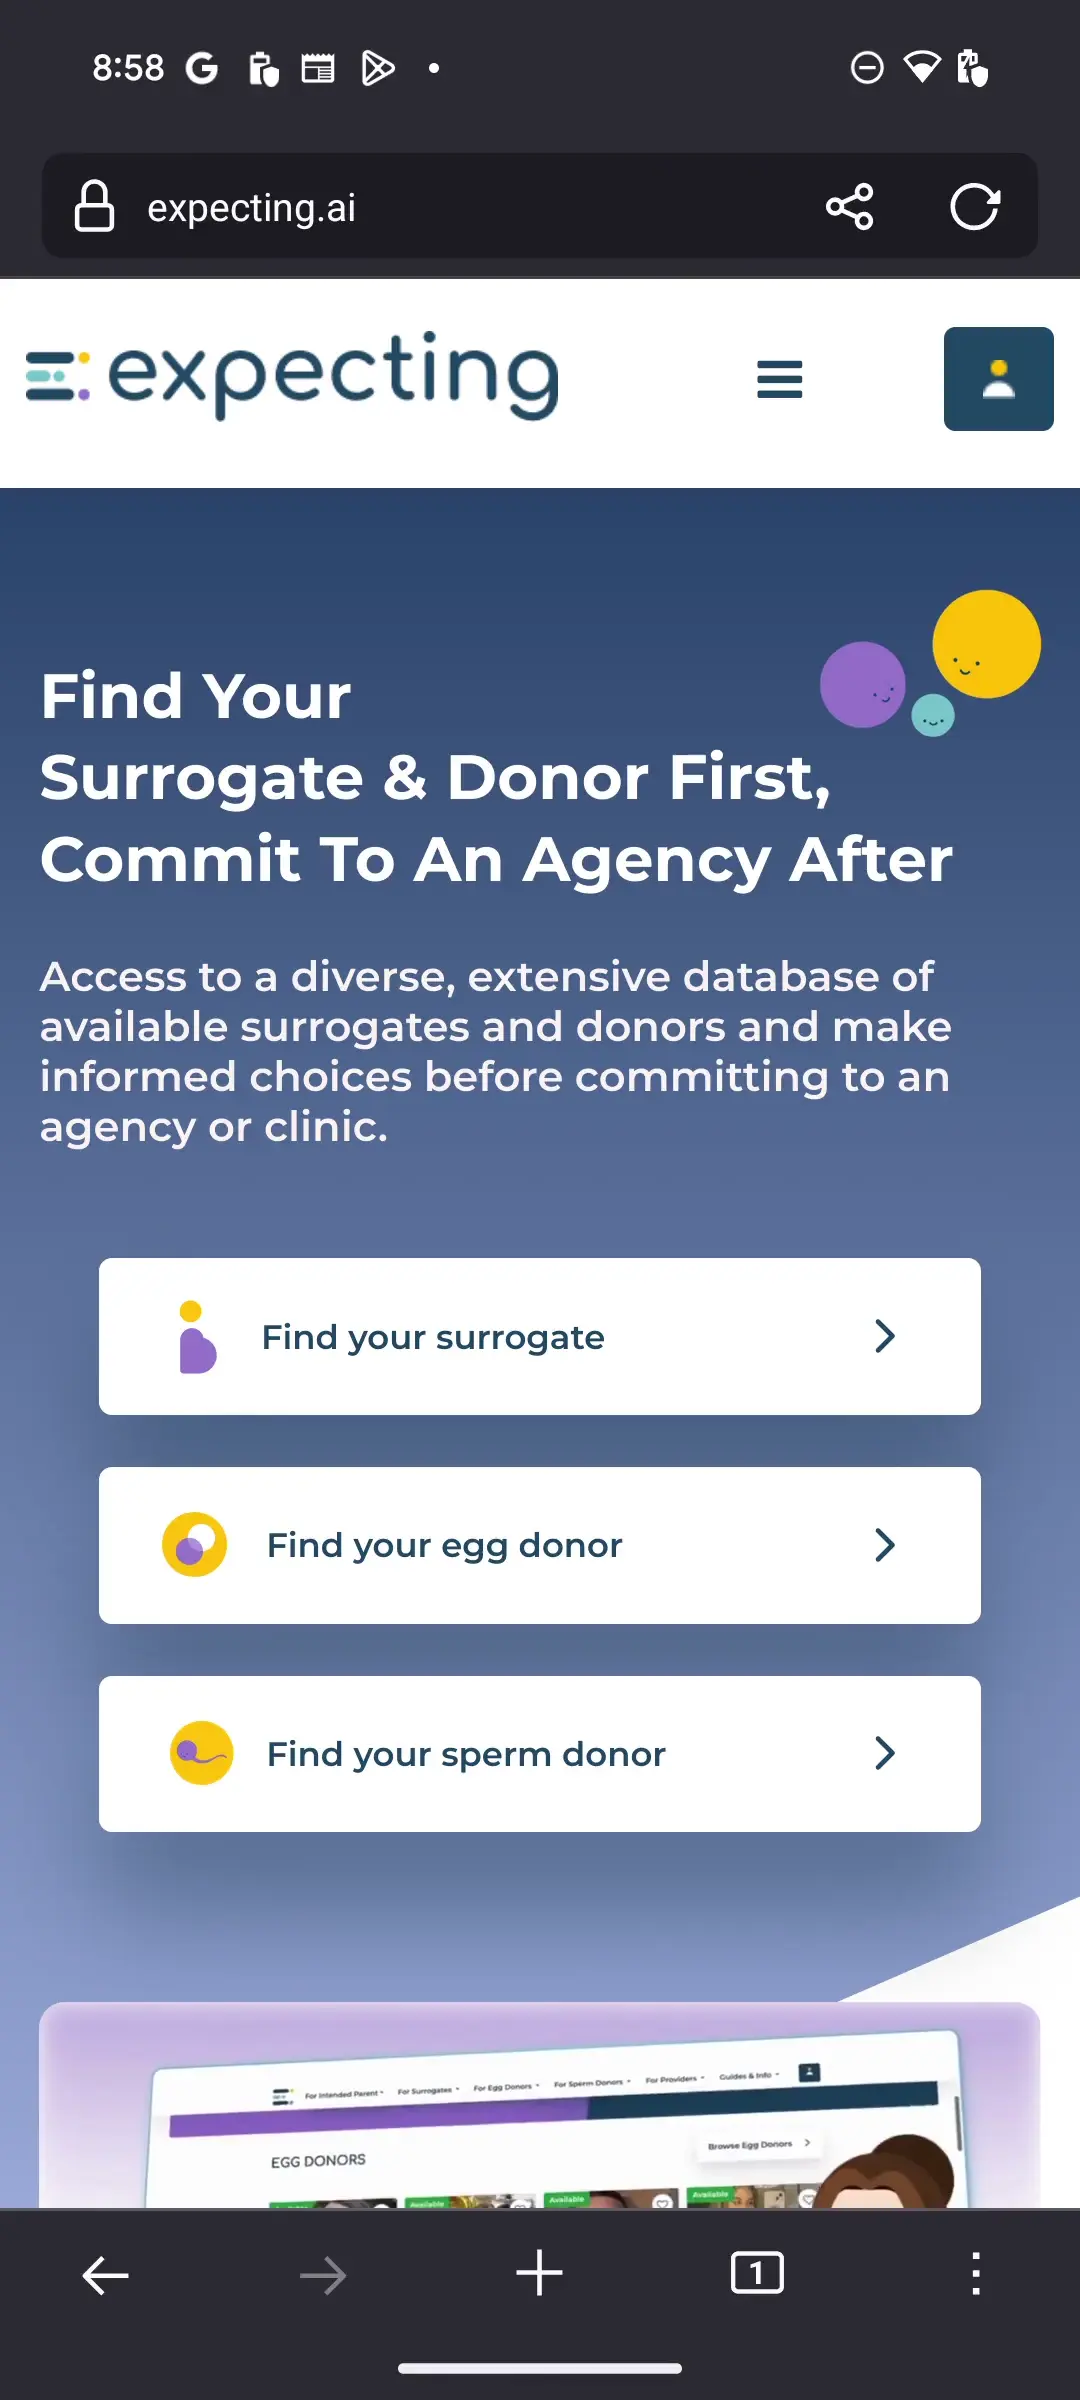 8:58
expecting.ai
expecting
Find Your
Surrogate & Donor First,
Commit To An Agency After
Access to a diverse, extensive database of
available surrogates and donors and make
informed choices before committing to an
agency or clinic.
Find your surrogate
Find your egg donor
Find your sperm donor
For Intended Parent For Surrogates For Egg Donors For Sperm Donors For Providers Guides & Info
EGG DONORS
Browse Egg Donors
Available Available Available
1